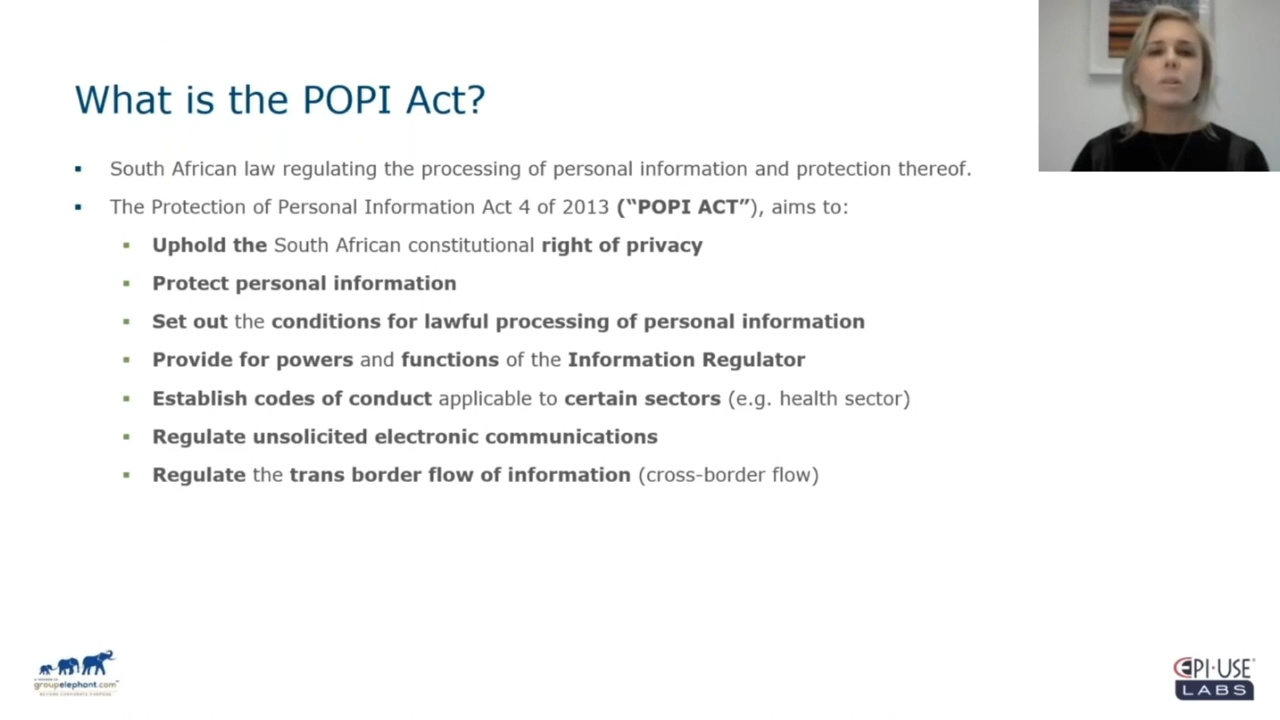 What is the POPI Act?
▪ South African law regulating the processing of personal information and protection thereof.
▪ The Protection of Personal Information Act 4 of 2013 (“POPI ACT”), aims to:
▪ Uphold the South African constitutional right of privacy
▪ Protect personal information
▪ Set out the conditions for lawful processing of personal information
▪ Provide for powers and functions of the Information Regulator
▪ Establish codes of conduct applicable to certain sectors (e.g. health sector)
▪ Regulate unsolicited electronic communications
▪ Regulate the trans border flow of information (cross-border flow)
groupelephant.com
EPI·USE
LABS